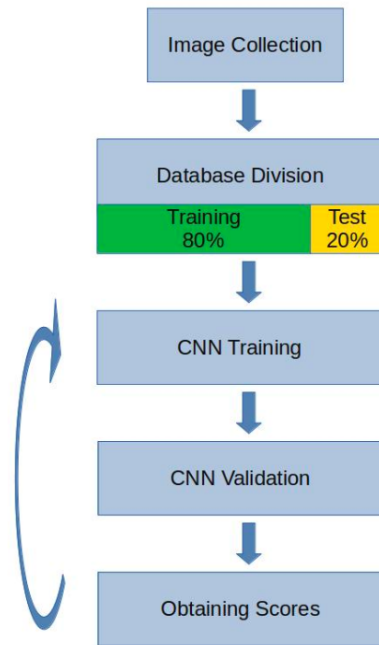 Image Collection
Database Division
Training
80%
Test
20%
CNN Training
CNN Validation
Obtaining Scores